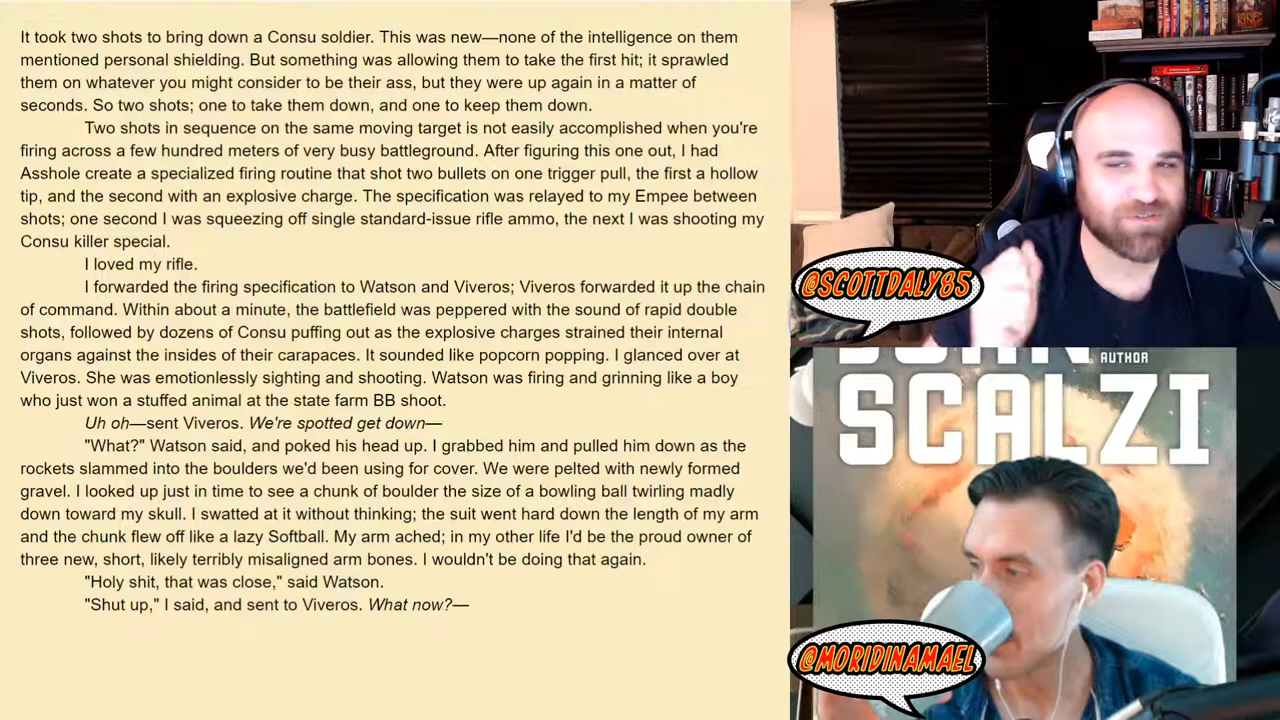 It took two shots to bring down a Consu soldier. This was new—none of the intelligence on them
mentioned personal shielding. But something was allowing them to take the first hit; it sprawled
them on whatever you might consider to be their ass, but they were up again in a matter of
seconds. So two shots; one to take them down, and one to keep them down.
Two shots in sequence on the same moving target is not easily accomplished when you're
firing across a few hundred meters of very busy battleground. After figuring this one out, I had
Asshole create a specialized firing routine that shot two bullets on one trigger pull, the first a hollow
tip, and the second with an explosive charge. The specification was relayed to my Empee between
shots; one second I was squeezing off single standard-issue rifle ammo, the next I was shooting my
Consu killer special.
I loved my rifle.
I forwarded the firing specification to Watson and Viveros; Viveros forwarded it up the chain
of command. Within about a minute, the battlefield was peppered with the sound of rapid double
shots, followed by dozens of Consu puffing out as the explosive charges strained their internal
organs against the insides of their carapaces. It sounded like popcorn popping. I glanced over at
Viveros. She was emotionlessly sighting and shooting. Watson was firing and grinning like a boy
who just won a stuffed animal at the state farm BB shoot.
Uh oh—sent Viveros. We're spotted get down—
"What?" Watson said, and poked his head up. I grabbed him and pulled him down as the
rockets slammed into the boulders we'd been using for cover. We were pelted with newly formed
gravel. I looked up just in time to see a chunk of boulder the size of a bowling ball twirling madly
down toward my skull. I swatted at it without thinking; the suit went hard down the length of my arm
and the chunk flew off like a lazy Softball. My arm ached; in my other life I'd be the proud owner of
three new, short, likely terribly misaligned arm bones. I wouldn't be doing that again.
"Holy shit, that was close," said Watson.
"Shut up," I said, and sent to Viveros. What now?—
@SCOTTDALY85
JOHN
AUTHOR
SCALZI
@MORIDINAMAEL